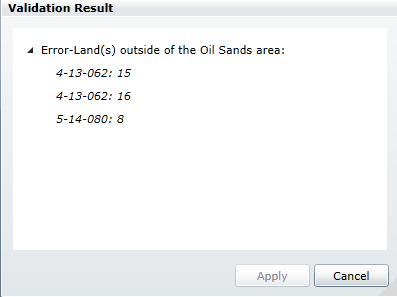 Validation Result
Error-Land(s) outside of the Oil Sands area:
4-13-062: 15
4-13-062: 16
5-14-080: 8
Apply
Cancel